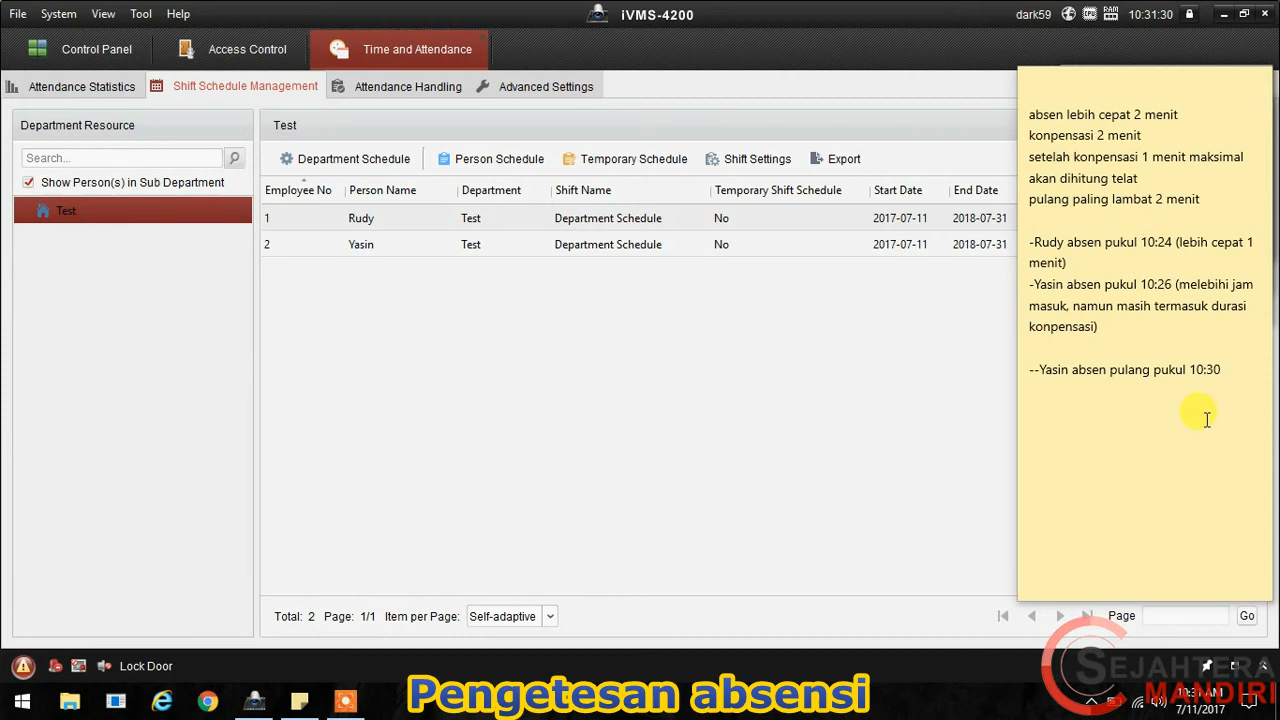 File System View Tool Help
iVMS-4200
dark59 10:31:30
Control Panel Access Control Time and Attendance
Attendance Statistics Shift Schedule Management Attendance Handling Advanced Settings
Department Resource
Search...
Show Person(s) in Sub Department
Test
Test
Department Schedule Person Schedule Temporary Schedule Shift Settings Export
Employee No Person Name Department Shift Name Temporary Shift Schedule Start Date End Date
1 Rudy Test Department Schedule No 2017-07-11 2018-07-31
2 Yasin Test Department Schedule No 2017-07-11 2018-07-31
Total: 2 Page: 1/1 Item per Page: Self-adaptive Page Go
absen lebih cepat 2 menit
konpensasi 2 menit
setelah konpensasi 1 menit maksimal
akan dihitung telat
pulang paling lambat 2 menit
-Rudy absen pukul 10:24 (lebih cepat 1
menit)
-Yasin absen pukul 10:26 (melebihi jam
masuk, namun masih termasuk durasi
konpensasi)
--Yasin absen pulang pukul 10:30
Lock Door
SEJAHTERA
MANDIRI
Pengetesan absensi
7/11/2017